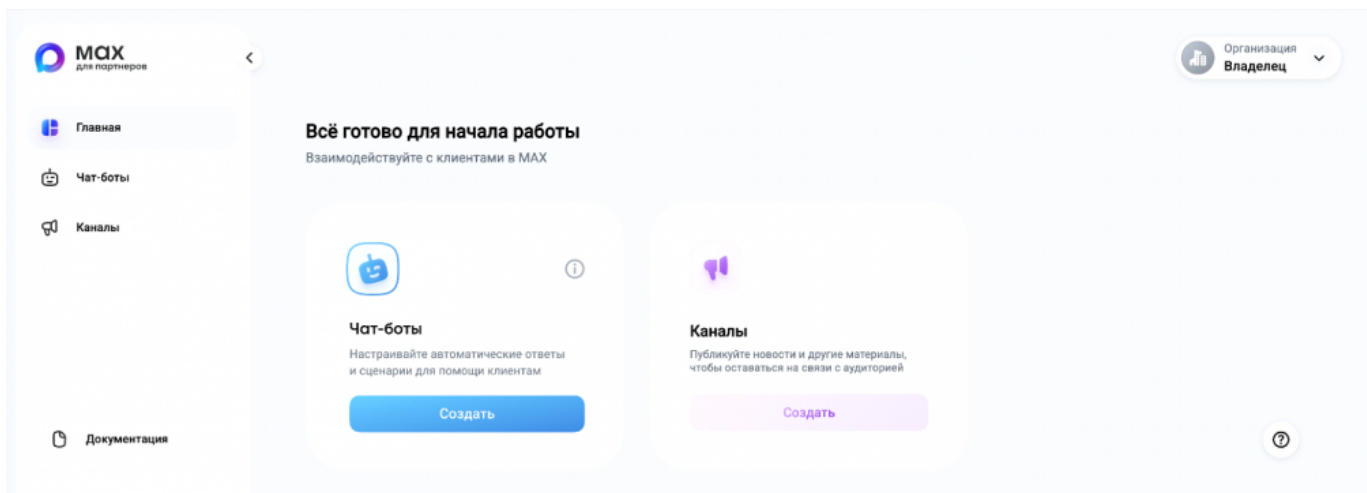 max
для партнеров
Организация
Владелец
Главная
Чат-боты
Каналы
Документация
Всё готово для начала работы
Взаимодействуйте с клиентами в MAX
Чат-боты
Настраивайте автоматические ответы
и сценарии для помощи клиентам
Создать
Каналы
Публикуйте новости и другие материалы,
чтобы оставаться на связи с аудиторией
Создать